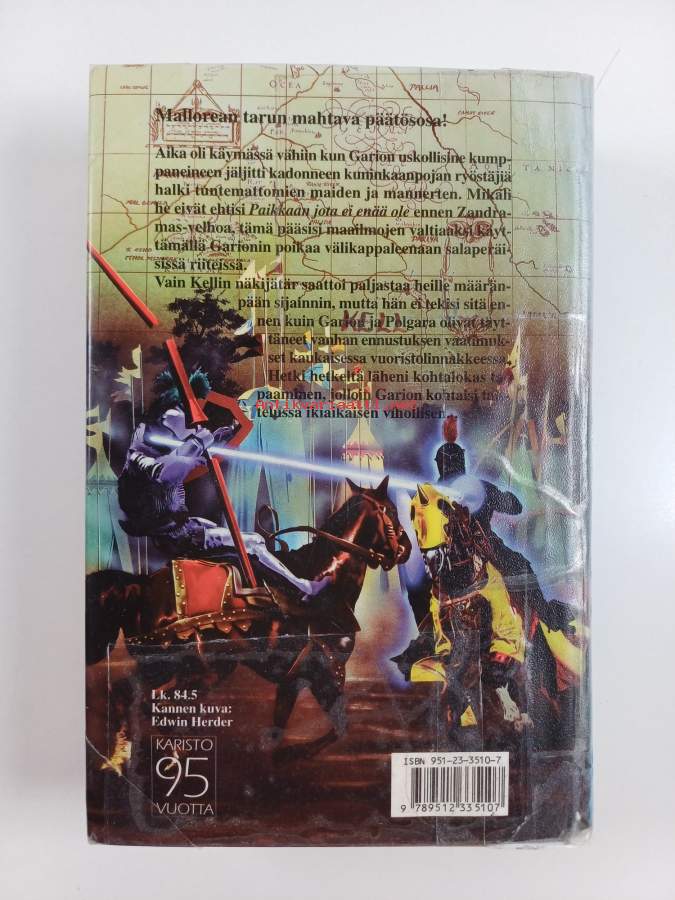 OCEA
PALLIA
Mallorean tarun mahtava päätösosa!
Aika oli käymässä vähiin kun Garion uskollisine kump-
paneineen jäljitti kadonneen kuninkaanpojan ryöstäjiä
halki tuntemattomien maiden ja mannerten. Mikäli
he eivät ehtisi Paikkaan jota ei enää ole ennen Zandra-
mas-velhoa, tämä pääsisi maailmojen valtiaaksi käyt-
tämällä Garionin poikaa välikappaleenaan salaperäi-
sissä riiteissä.
Vain Kellin näkijätär saattoi paljastaa heille määrän-
pään sijainnin, mutta hän ei tekisi sitä en-
nen kuin Garion ja Polgara olivat täyt-
täneet vanhan ennustuksen vaatimuk-
set kaukaisessa vuoristolinnakkeessa.
Hetki hetkeltä läheni kohtalokas ta-
paaminen, jolloin Garion kohtaisi tais-
telussa ikiaikaisen vihollisen...
antikvariaatti.net
Lk. 84.5
Kannen kuva:
Edwin Herder
KARISTO
95
VUOTTA
ISBN 951-23-3510-7
9 789512 335107